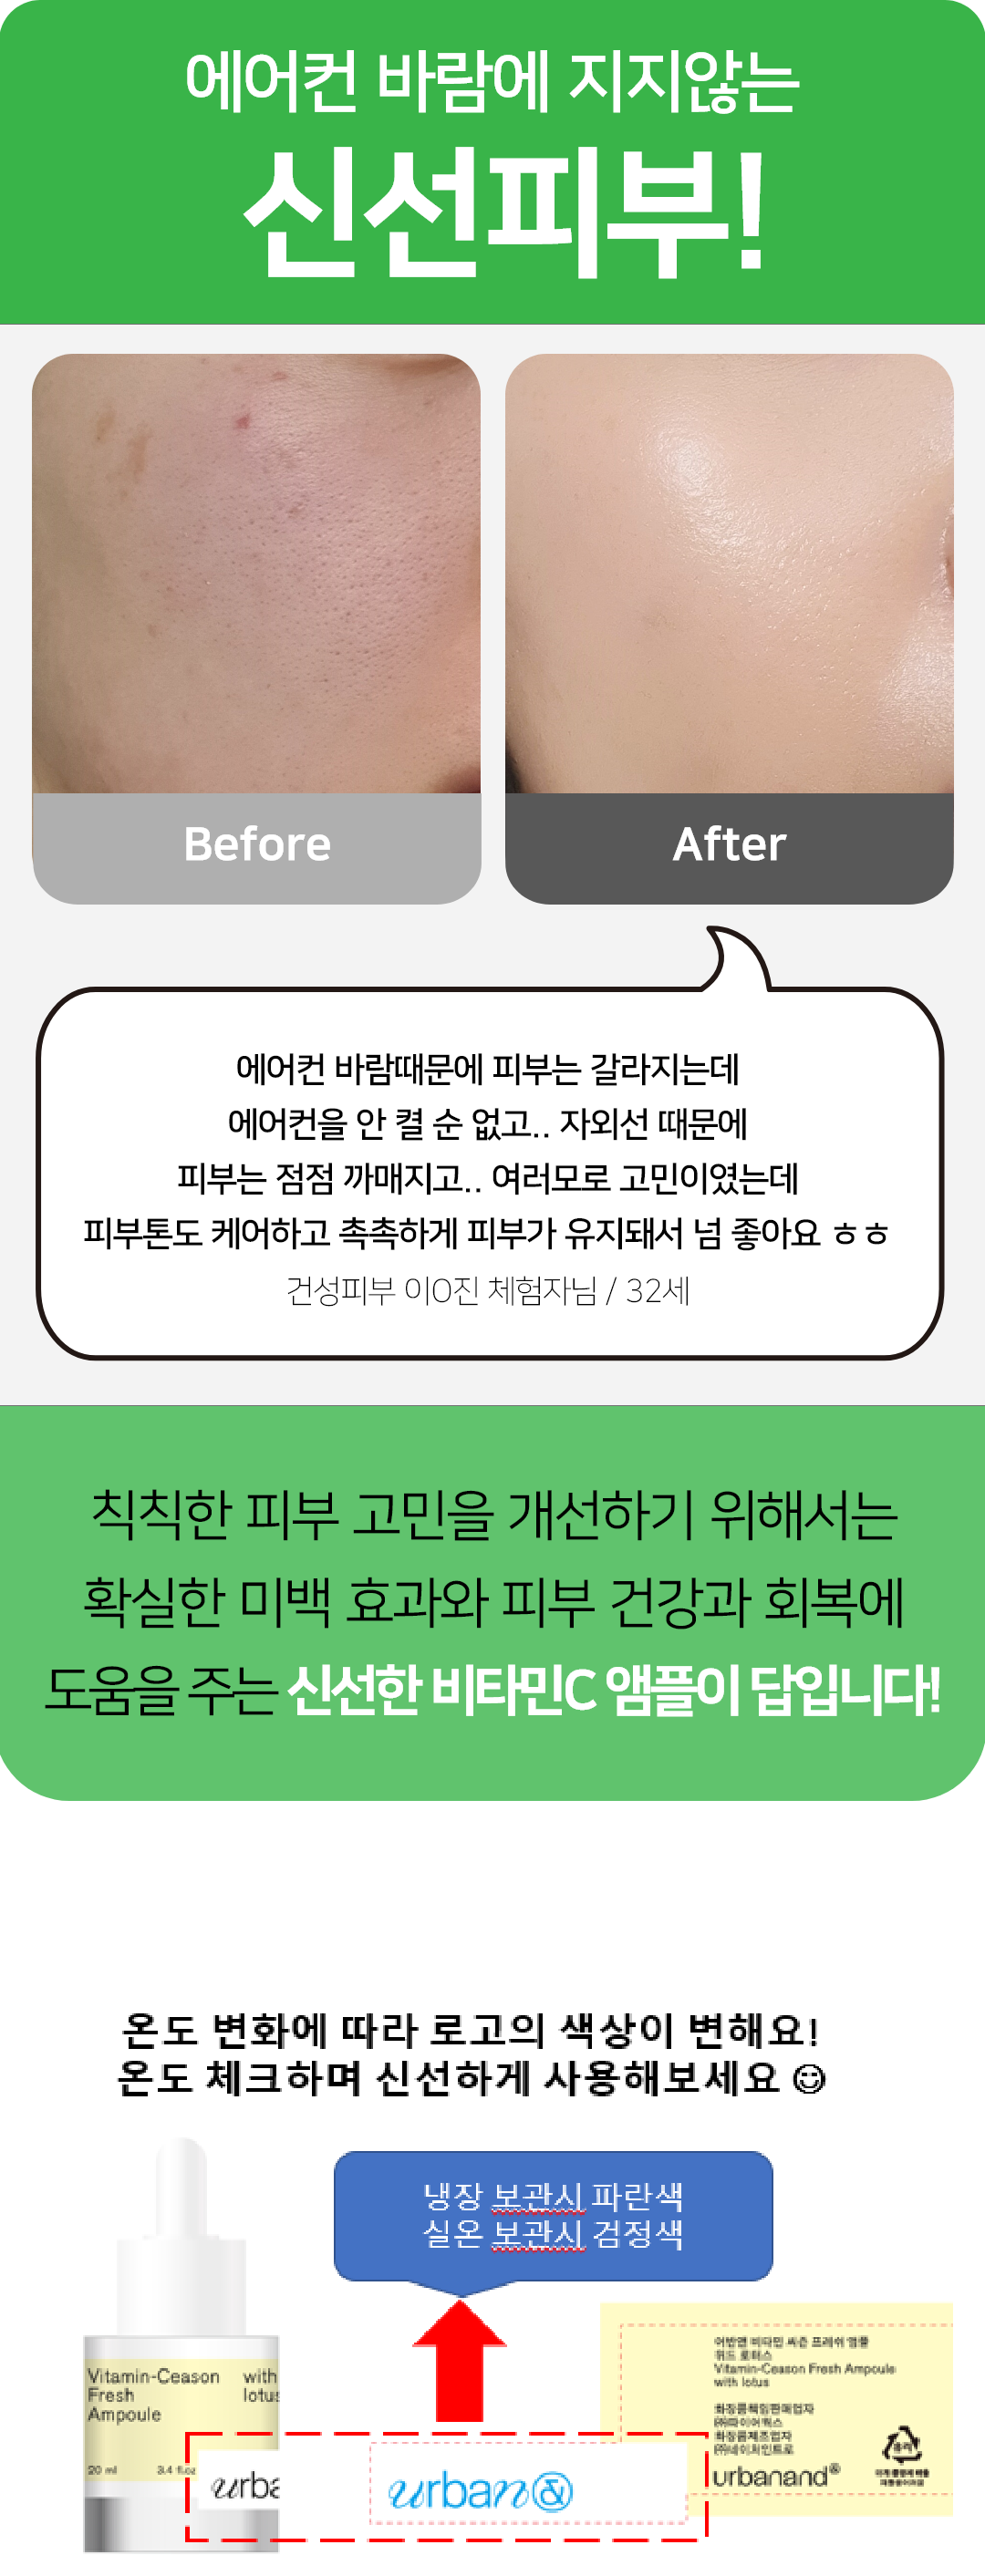 에어컨 바람에 지지않는
신선피부!
Before
After
에어컨 바람때문에 피부는 갈라지는데
에어컨을 안 켤 순 없고.. 자외선 때문에
피부는 점점 까매지고.. 여러모로 고민이였는데
피부톤도 케어하고 촉촉하게 피부가 유지돼서 넘 좋아요 ㅎㅎ
건성피부 이O진 체험자님 / 32세
칙칙한 피부 고민을 개선하기 위해서는
확실한 미백 효과와 피부 건강과 회복에
도움을 주는 신선한 비타민C 앰플이 답입니다!
온도 변화에 따라 로고의 색상이 변해요!
온도 체크하며 신선하게 사용해보세요 ☺
냉장 보관시 파란색
실온 보관시 검정색
Vitamin-Ceason with
Fresh lotus
Ampoule
20 ml 3.4 fl.oz
urba
urban&
어반앤 비타민 씨즌 프레쉬 앰플
위드 로터스
Vitamin-Ceason Fresh Ampoule
with lotus
화장품책임판매업자
화장품제조업자
urbanand&